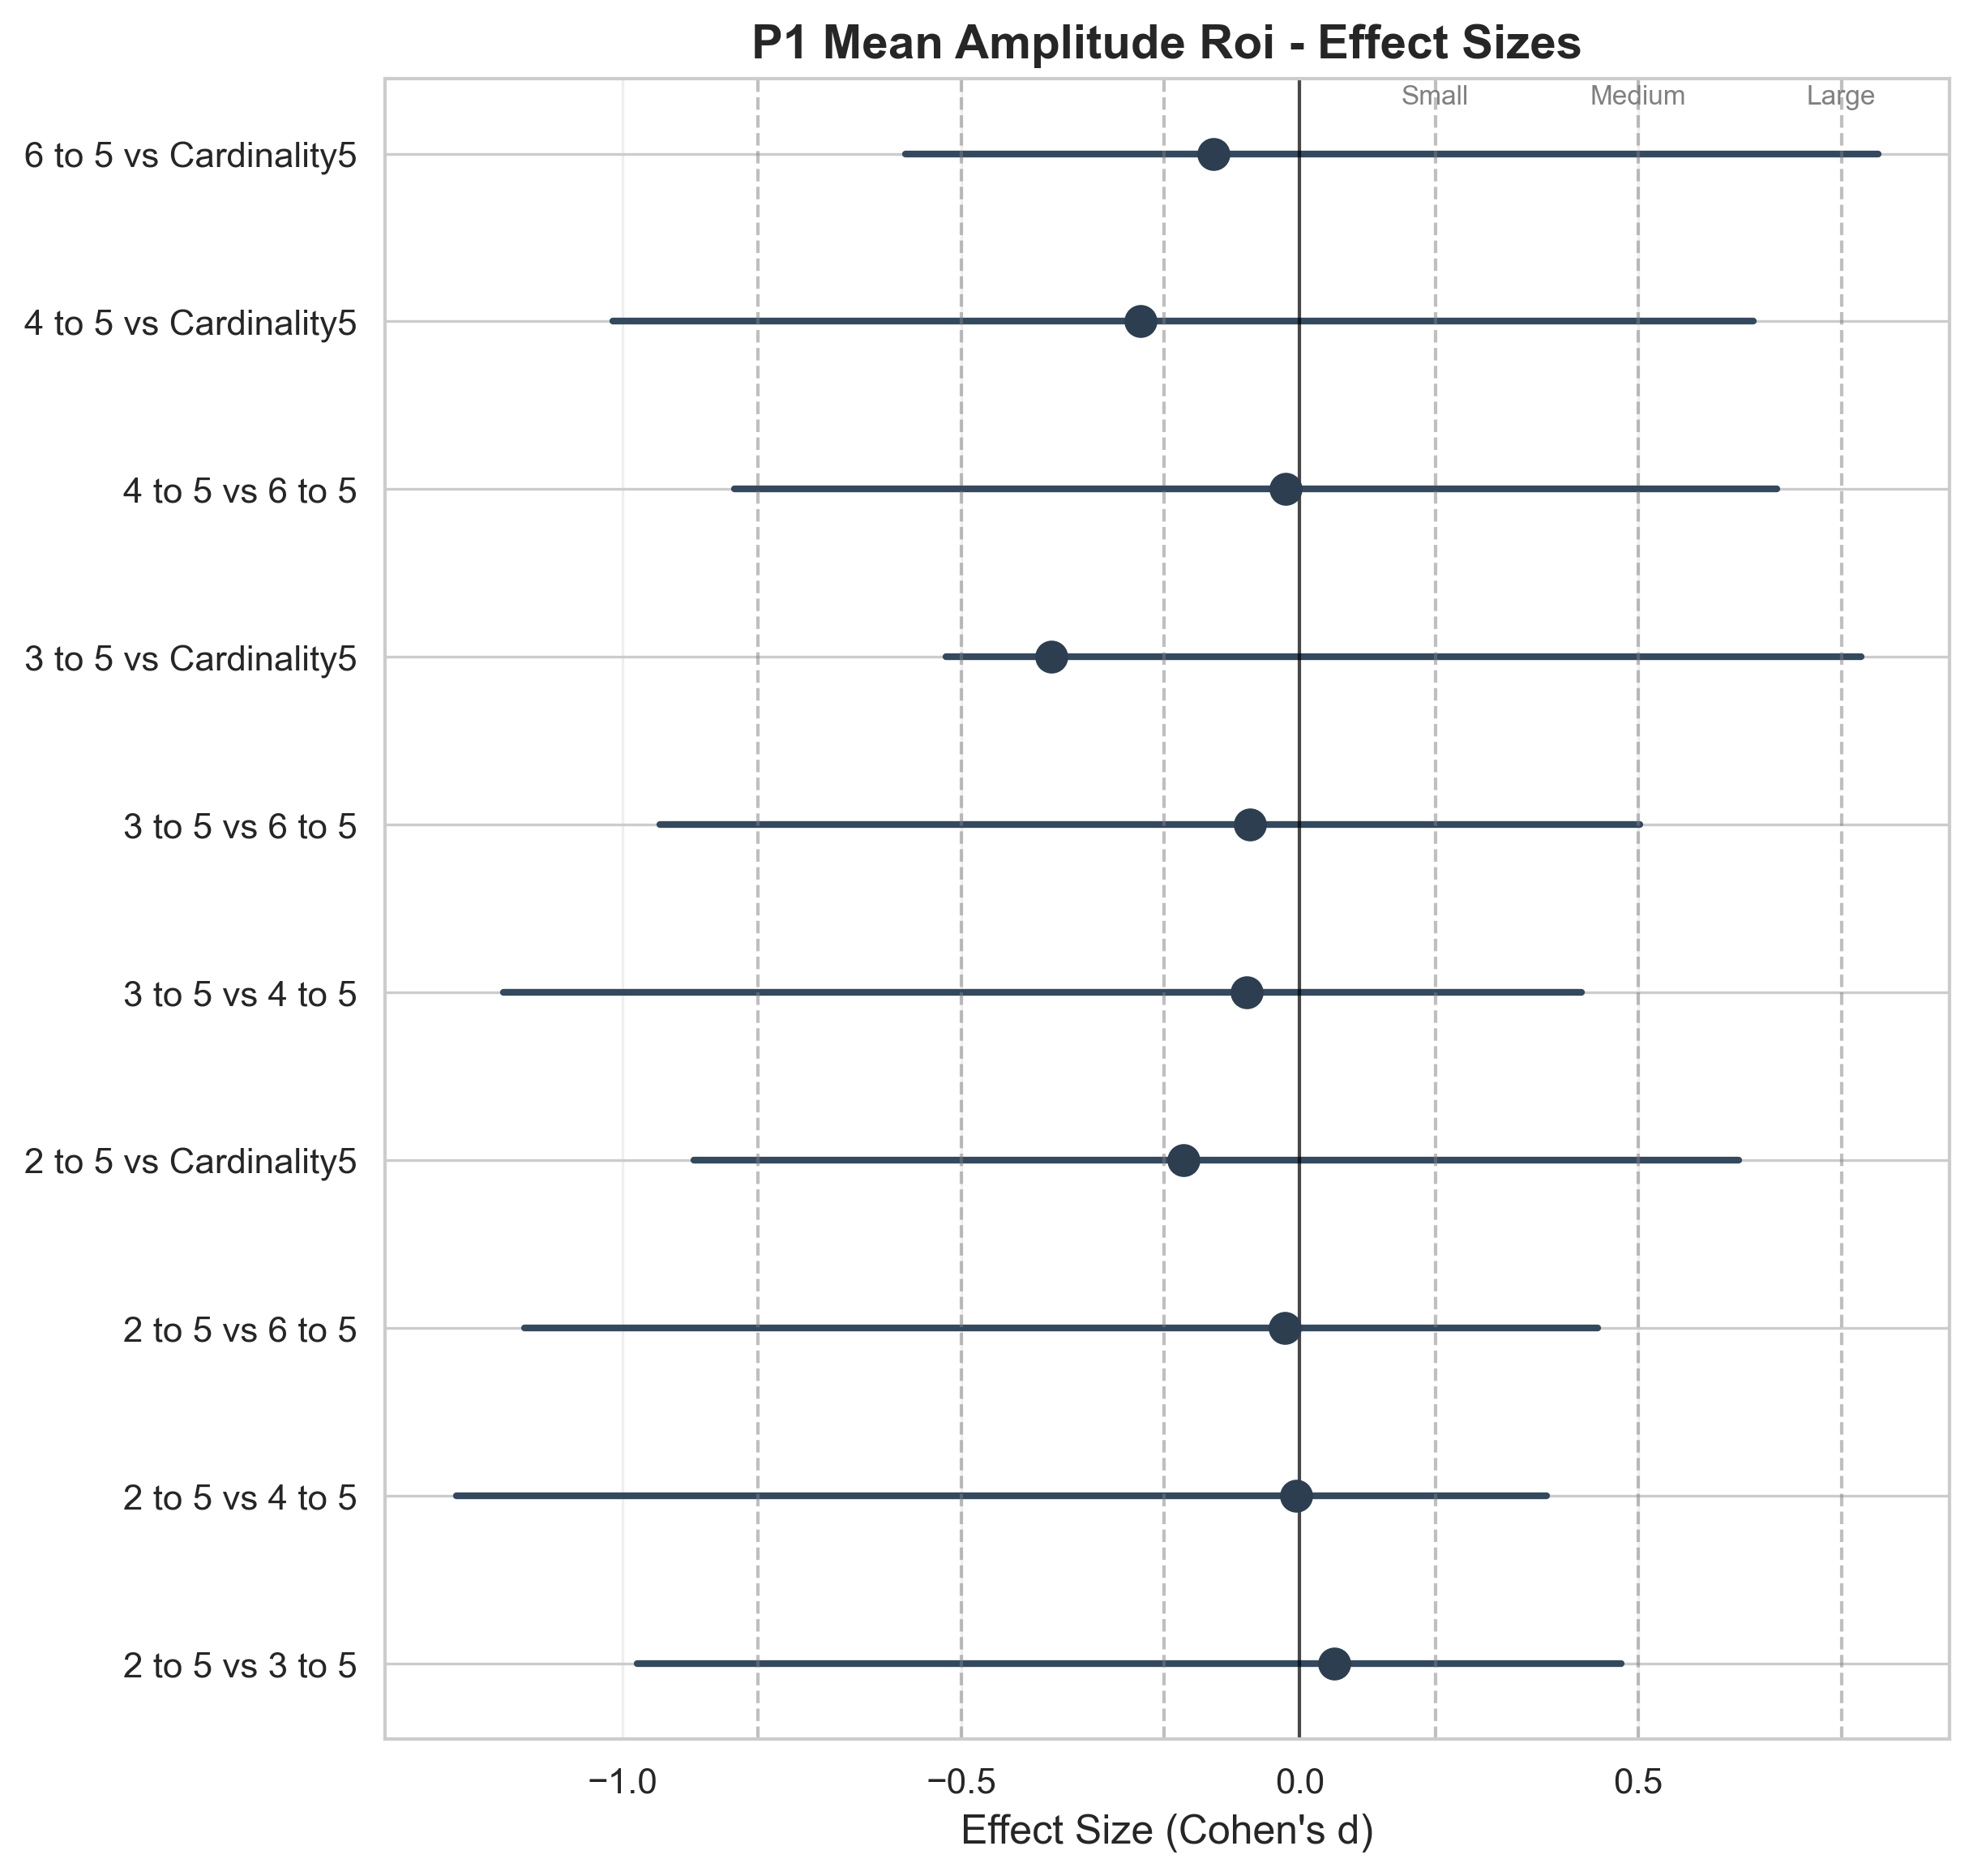 P1 Mean Amplitude Roi - Effect Sizes
Small Medium Large
6 to 5 vs Cardinality5
4 to 5 vs Cardinality5
4 to 5 vs 6 to 5
3 to 5 vs Cardinality5
3 to 5 vs 6 to 5
3 to 5 vs 4 to 5
2 to 5 vs Cardinality5
2 to 5 vs 6 to 5
2 to 5 vs 4 to 5
2 to 5 vs 3 to 5
−1.0 −0.5 0.0 0.5
Effect Size (Cohen's d)